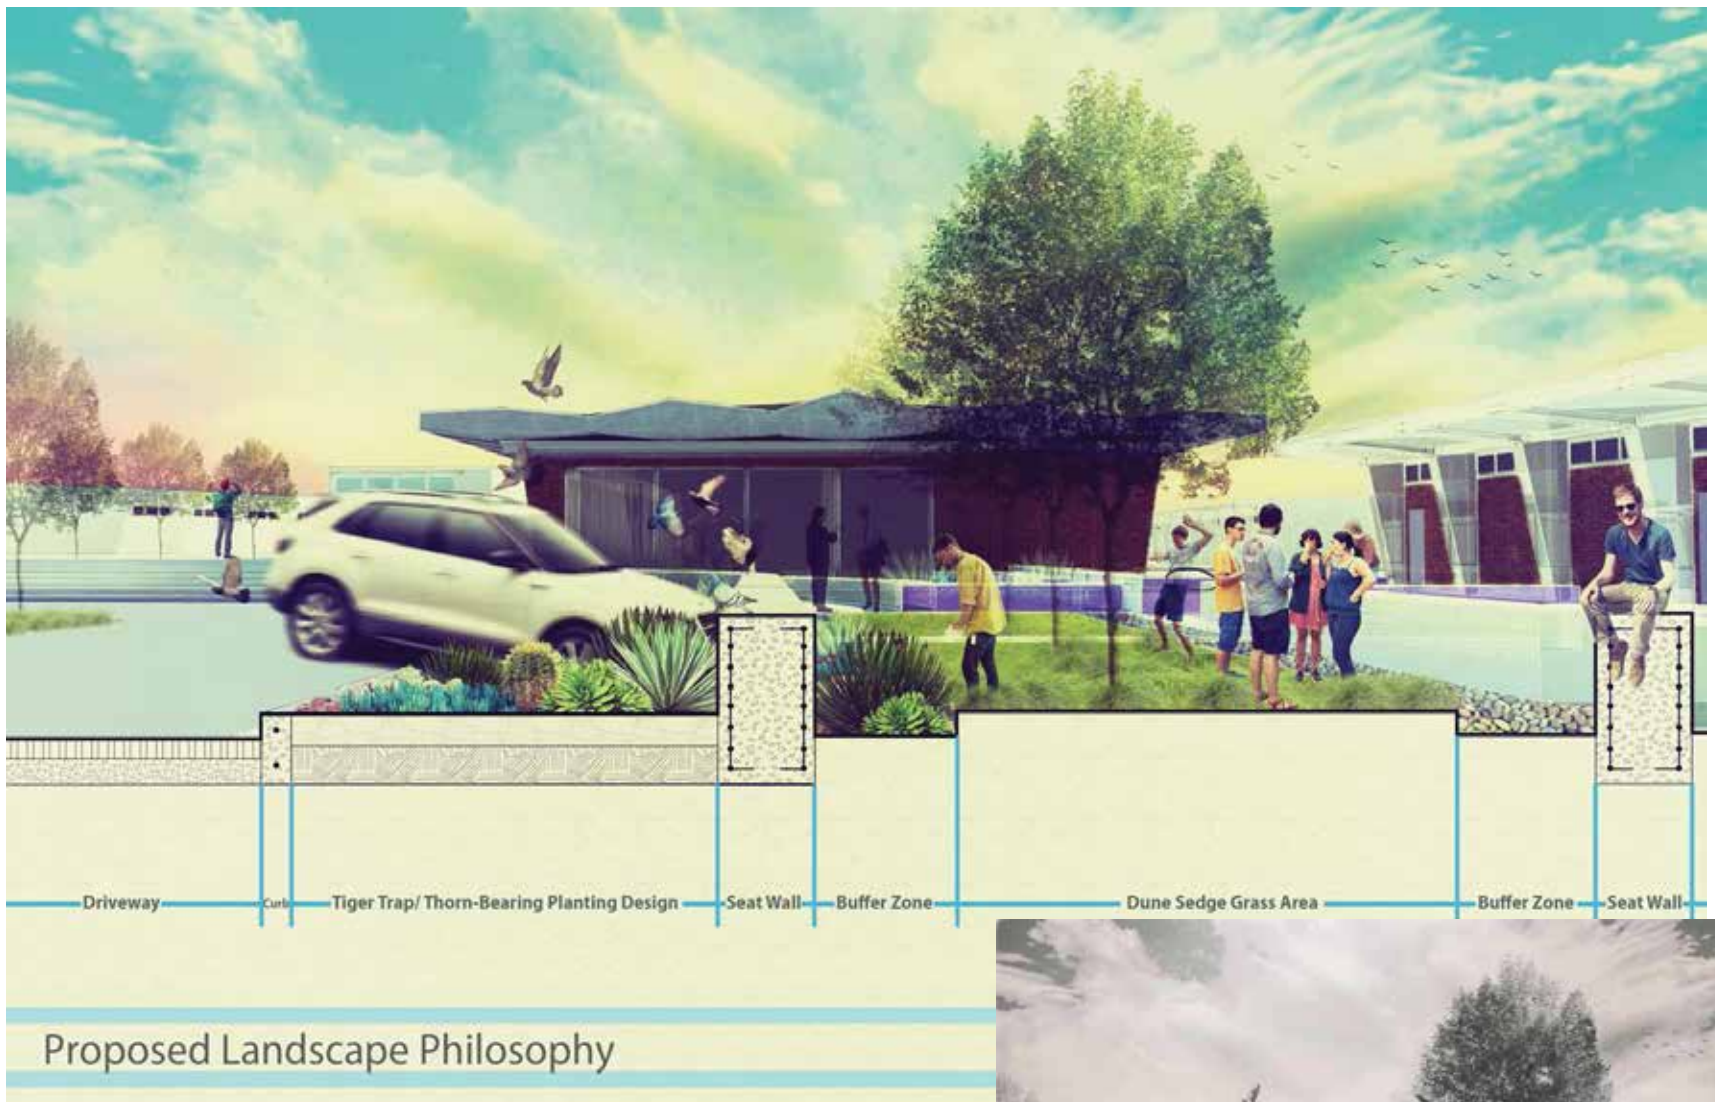 Driveway
Curb
Tiger Trap/ Thorn-Bearing Planting Design
Seat Wall
Buffer Zone
Dune Sedge Grass Area
Buffer Zone
Seat Wall
Proposed Landscape Philosophy